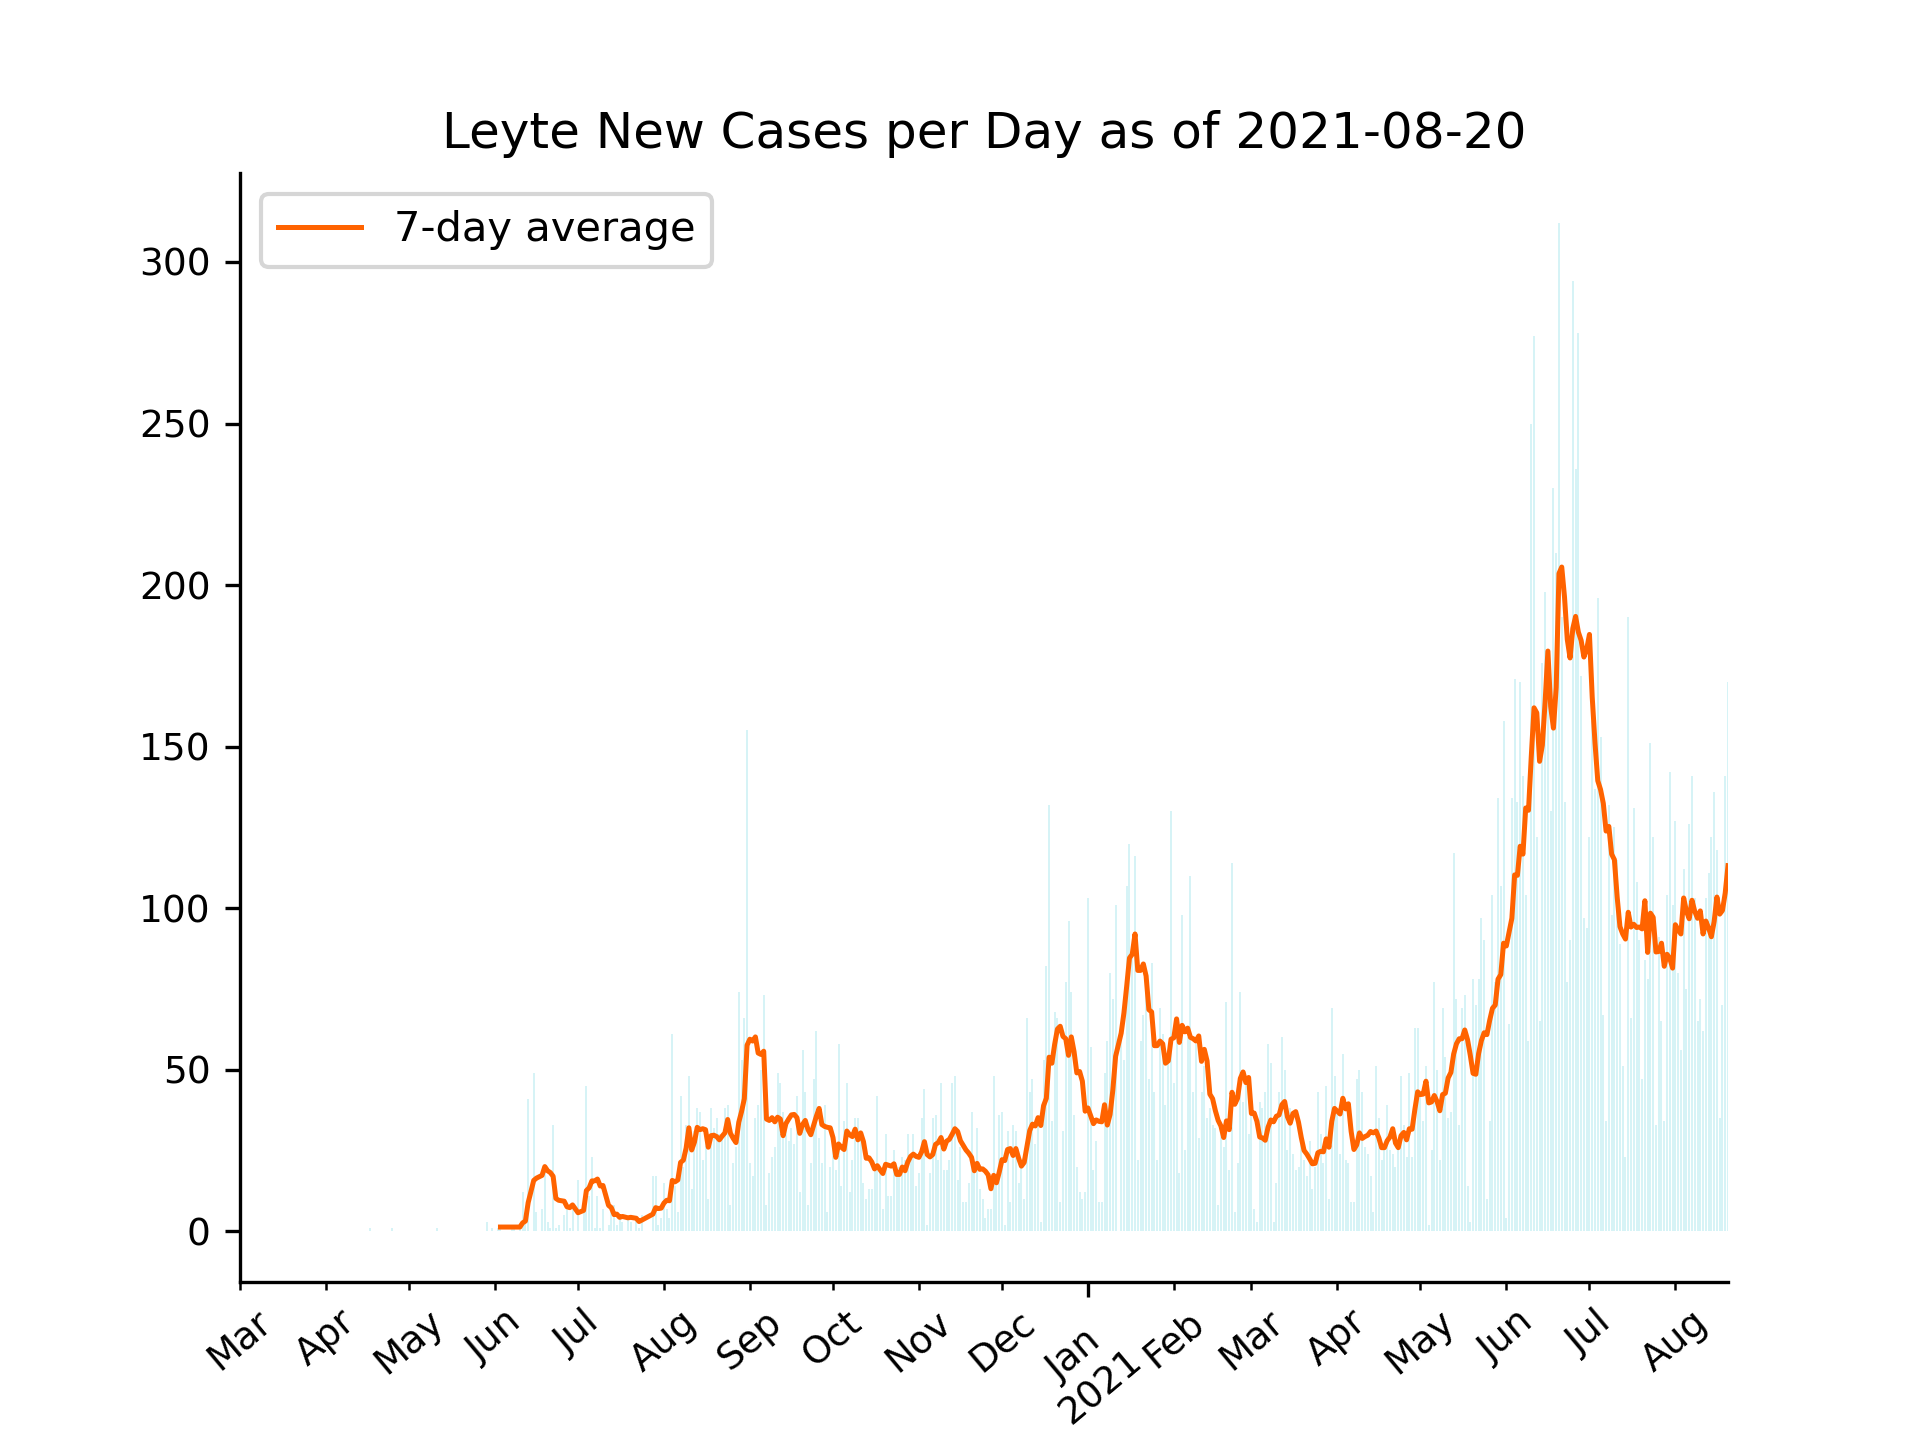 Leyte New Cases per Day as of 2021-08-20
7-day average
300
250
200
150
100
50
0
Mar Apr May Jun Jul Aug Sep Oct Nov Dec Jan Feb Mar Apr May Jun Jul Aug
2021